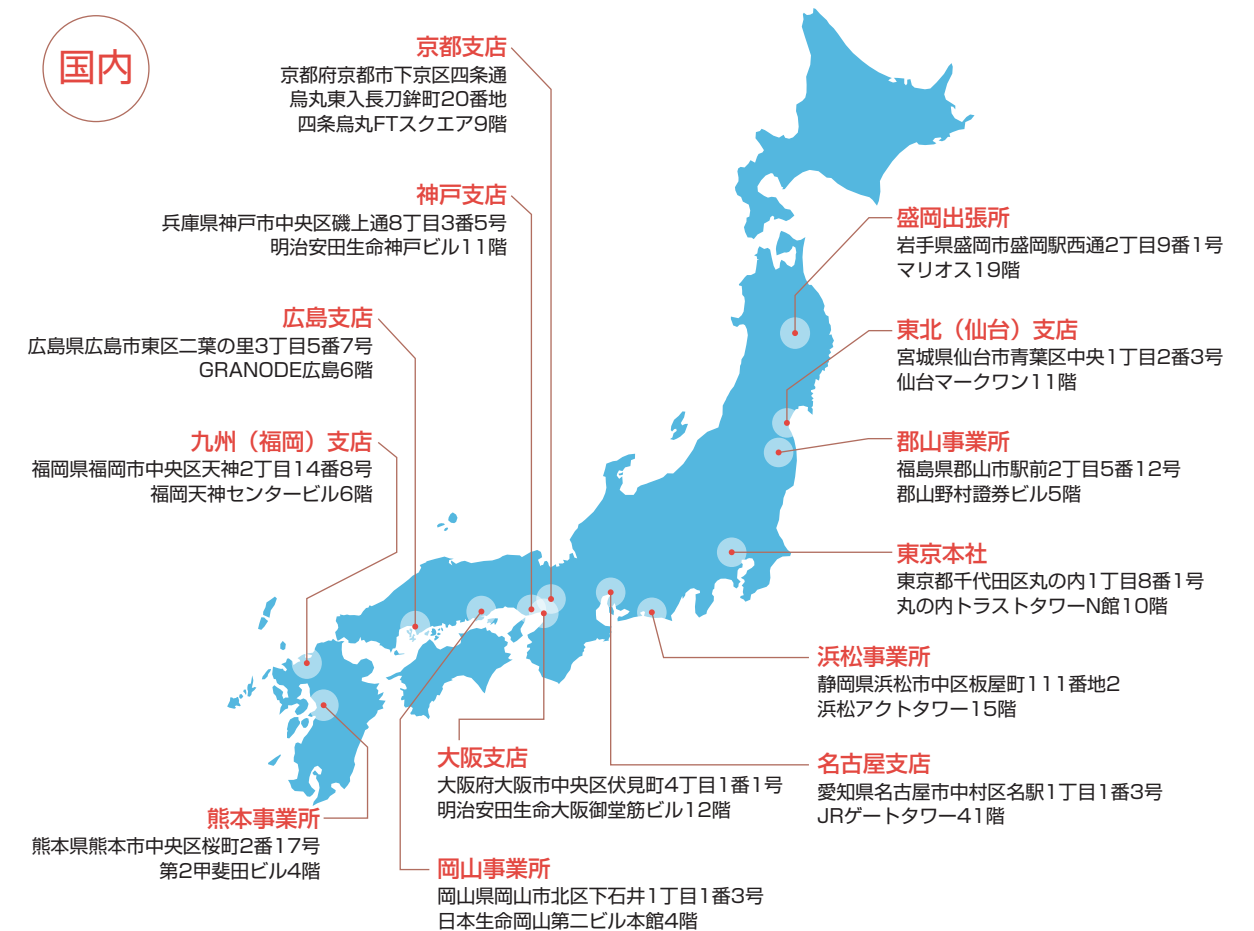 国内
京都支店
京都府京都市下京区四条通
烏丸東入長刀鉾町20番地
四条烏丸FTスクエア9階
神戸支店
兵庫県神戸市中央区磯上通8丁目3番5号
明治安田生命神戸ビル11階
広島支店
広島県広島市東区二葉の里3丁目5番7号
GRANODE広島6階
九州（福岡）支店
福岡県福岡市中央区天神2丁目14番8号
福岡天神センタービル6階
熊本事業所
熊本県熊本市中央区桜町2番17号
第2甲斐田ビル4階
盛岡出張所
岩手県盛岡市盛岡駅西通2丁目9番1号
マリオス19階
東北（仙台）支店
宮城県仙台市青葉区中央1丁目2番3号
仙台マークワン11階
郡山事業所
福島県郡山市駅前2丁目5番12号
郡山野村證券ビル5階
東京本社
東京都千代田区丸の内1丁目8番1号
丸の内トラストタワーN館10階
浜松事業所
静岡県浜松市中区板屋町111番地2
浜松アクトタワー15階
名古屋支店
愛知県名古屋市中村区名駅1丁目1番3号
JRゲートタワー41階
大阪支店
大阪府大阪市中央区伏見町4丁目1番1号
明治安田生命大阪御堂筋ビル12階
岡山事業所
岡山県岡山市北区下石井1丁目1番3号
日本生命岡山第二ビル本館4階